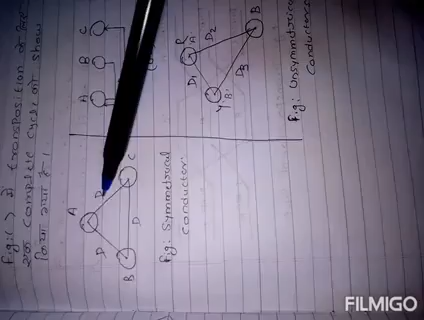 Fig:( ) में transposition के
एक complete cycle को show
किया गया है।
A B C
A
D
D
B
D
C
Fig: Symmetrical
conductor.
R
A
D2
B
D1
D3
Y
B
Fig: Unsymmetrical
conductor
FILMIGO